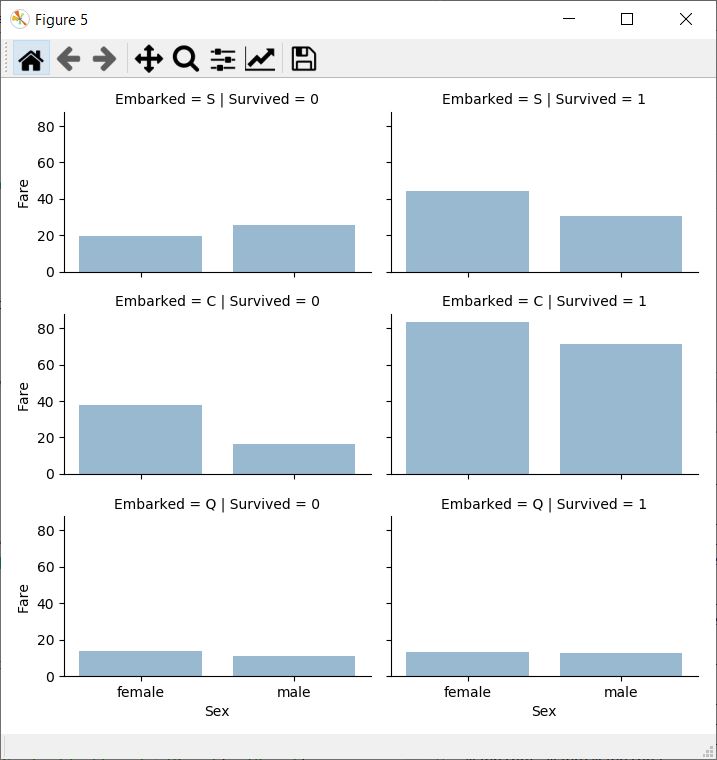 Figure 5
Embarked = S | Survived = 0
Embarked = S | Survived = 1
80
60
40
20
0
Fare
Embarked = C | Survived = 0
Embarked = C | Survived = 1
80
60
40
20
0
Fare
Embarked = Q | Survived = 0
Embarked = Q | Survived = 1
80
60
40
20
0
Fare
female
male
female
male
Sex
Sex